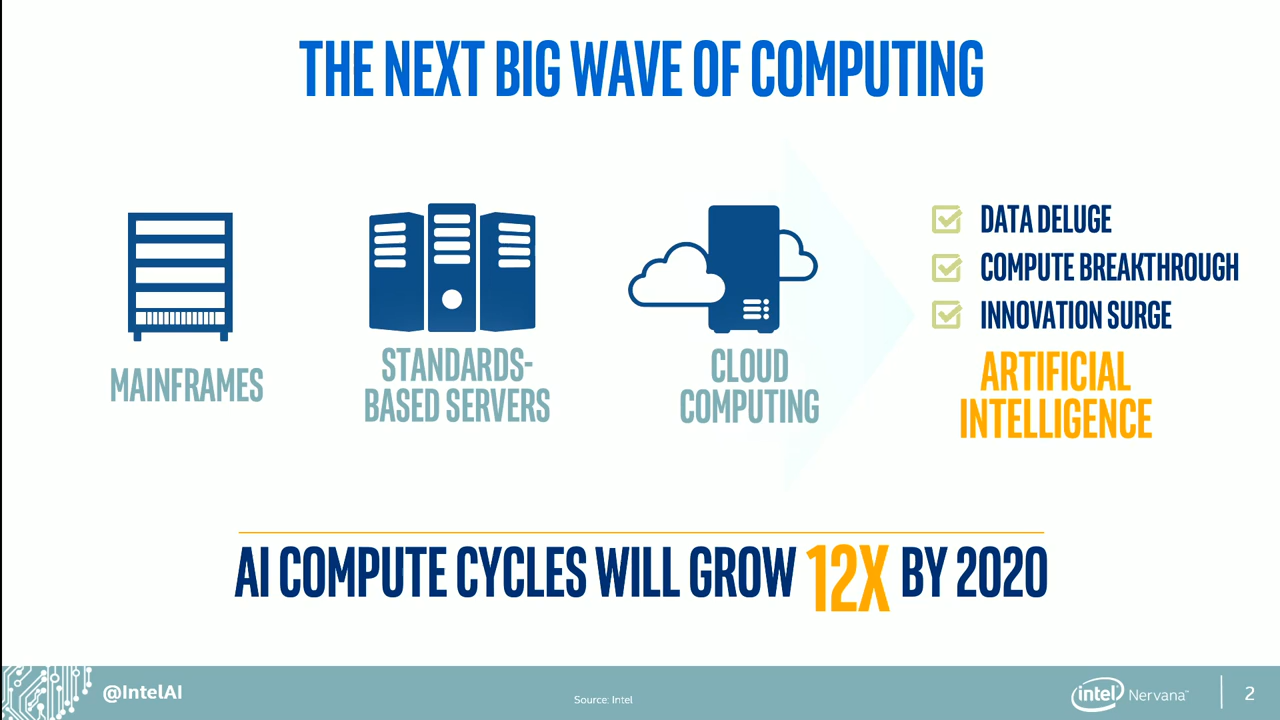 THE NEXT BIG WAVE OF COMPUTING
MAINFRAMES
STANDARDS-
BASED SERVERS
CLOUD
COMPUTING
DATA DELUGE
COMPUTE BREAKTHROUGH
INNOVATION SURGE
ARTIFICIAL
INTELLIGENCE
AI COMPUTE CYCLES WILL GROW 12X BY 2020
@IntelAI
Source: Intel
intel Nervana™
2